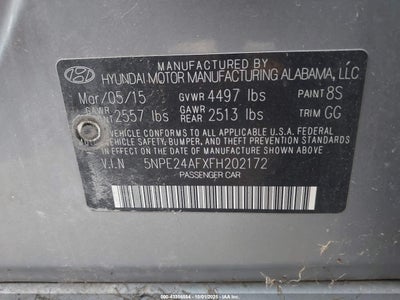 MANUFACTURED BY
HYUNDAI MOTOR MANUFACTURING ALABAMA, LLC
Mar/05/15 GVWR 4497 lbs PAINT 8S
GAWR 2557 lbs GAWR REAR 2513 lbs TRIM GG
THIS VEHICLE CONFORMS TO ALL APPLICABLE U.S.A. FEDERAL
MOTOR VEHICLE SAFETY, BUMPER, AND THEFT PREVENTION
STANDARDS IN EFFECT ON THE DATE OF MANUFACTURE SHOWN ABOVE.
V.I.N 5NPE24AFXFH202172
PASSENGER CAR